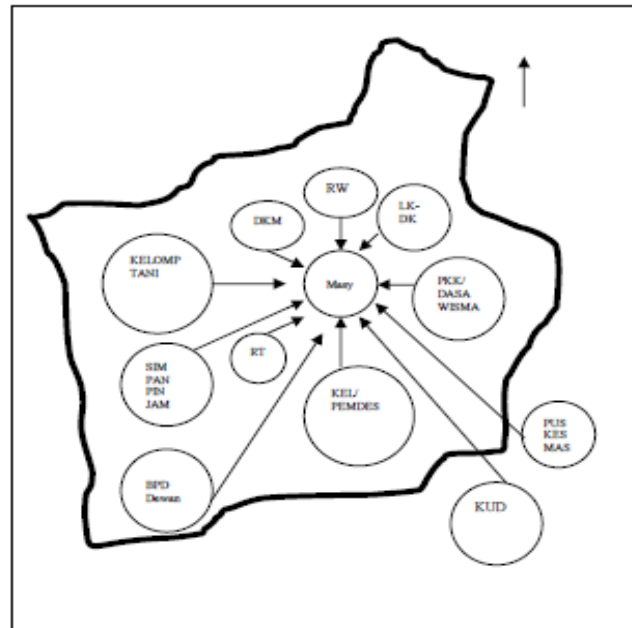 RW
LK-
DK
DKM
KELOMP
TANI
Masy
PKK/
DASA
WISMA
RT
SIM
PAN
PIN
JAM
KEL/
PEMDES
PUS
KES
MAS
BPD
Dewan
KUD